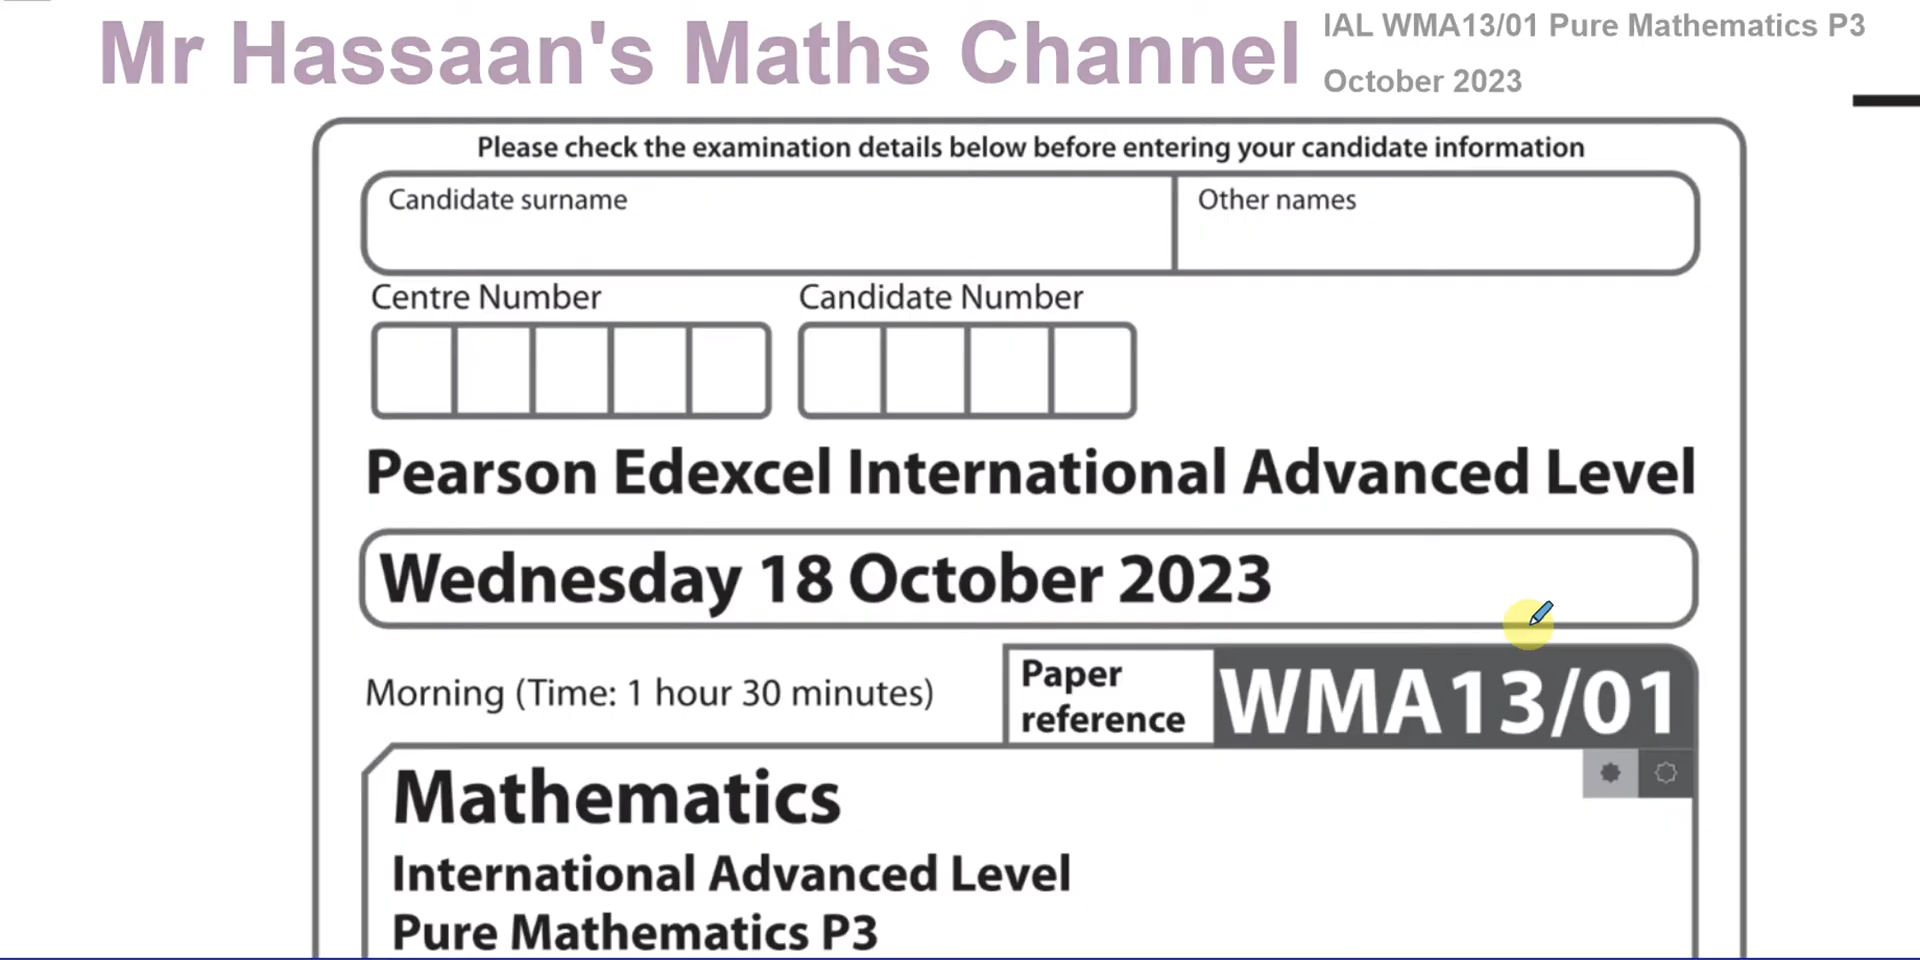 Mr Hassaan's Maths Channel
IAL WMA13/01 Pure Mathematics P3
October 2023
Please check the examination details below before entering your candidate information
Candidate surname
Other names
Centre Number
Candidate Number
Pearson Edexcel International Advanced Level
Wednesday 18 October 2023
Morning (Time: 1 hour 30 minutes)
Paper
reference
WMA13/01
Mathematics
International Advanced Level
Pure Mathematics P3